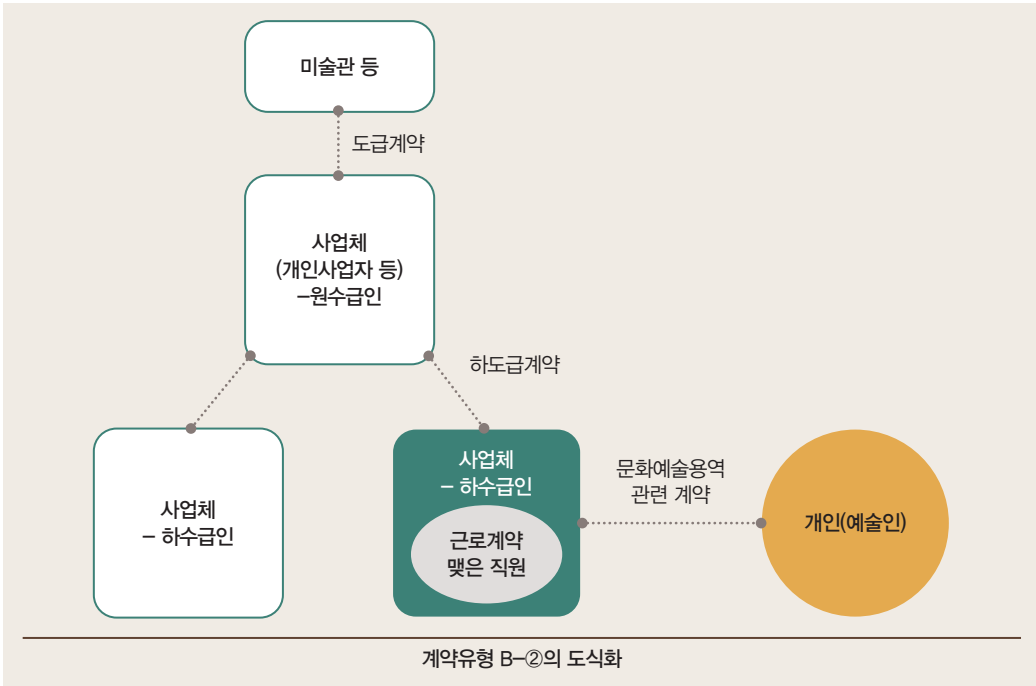 미술관 등
도급계약
사업체
(개인사업자 등)
-원수급인
하도급계약
사업체
- 하수급인
사업체
- 하수급인
근로계약
맺은 직원
문화예술용역
관련 계약
개인(예술인)
계약유형 B-②의 도식화